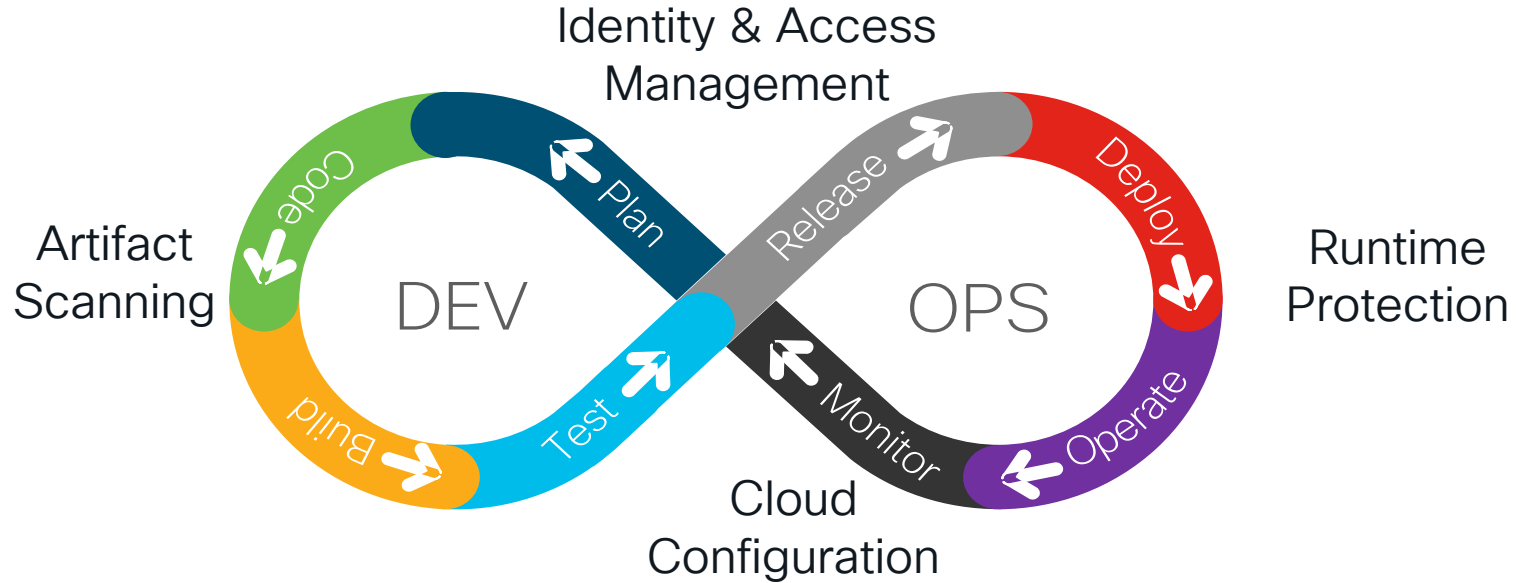 Identity & Access
Management
Code
Plan
Release
Deploy
Artifact
Scanning
DEV
OPS
Runtime
Protection
Build
Test
Monitor
Operate
Cloud
Configuration